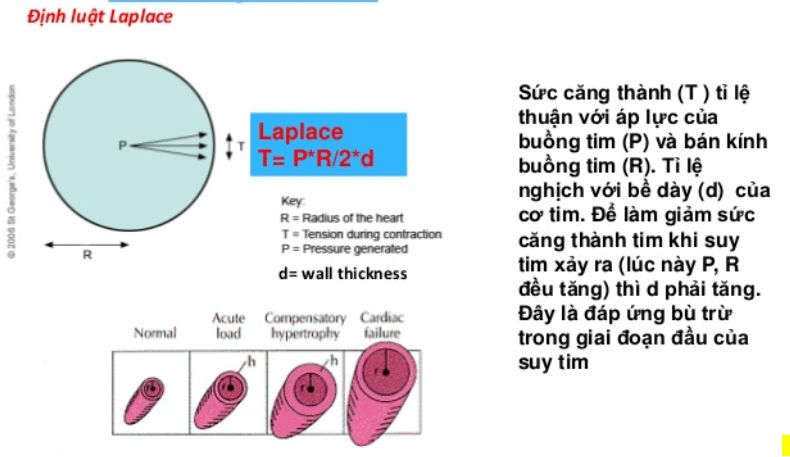 Định luật Laplace
© 2006 St George's, University of London
P
T
R
Laplace
T= P*R/2*d
Key:
R = Radius of the heart
T = Tension during contraction
P = Pressure generated
d= wall thickness
Sức căng thành (T ) tỉ lệ
thuận với áp lực của
buồng tim (P) và bán kính
buồng tim (R). Tỉ lệ
nghịch với bề dày (d) của
cơ tim. Để làm giảm sức
căng thành tim khi suy
tim xảy ra (lúc này P, R
đều tăng) thì d phải tăng.
Đây là đáp ứng bù trừ
trong giai đoạn đầu của
suy tim
Normal
Acute
load
Compensatory
hypertrophy
Cardiac
failure
h
h
r
r
r
r